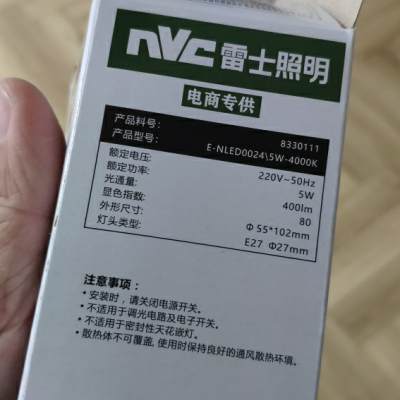 nVC 雷士照明
电商专供
产品料号: 8330111
产品型号: E-NLED0024\5W-4000K
额定电压: 220V~50Hz
额定功率: 5W
光通量: 400lm
显色指数: 80
外形尺寸: Φ55*102mm
灯头类型: E27 Φ27mm
注意事项:
•安装时,请关闭电源开关。
•不适用于调光电路及电子开关。
•不适用于密封性天花嵌灯。
•散热体不可覆盖,使用时保持良好的通风散热环境。